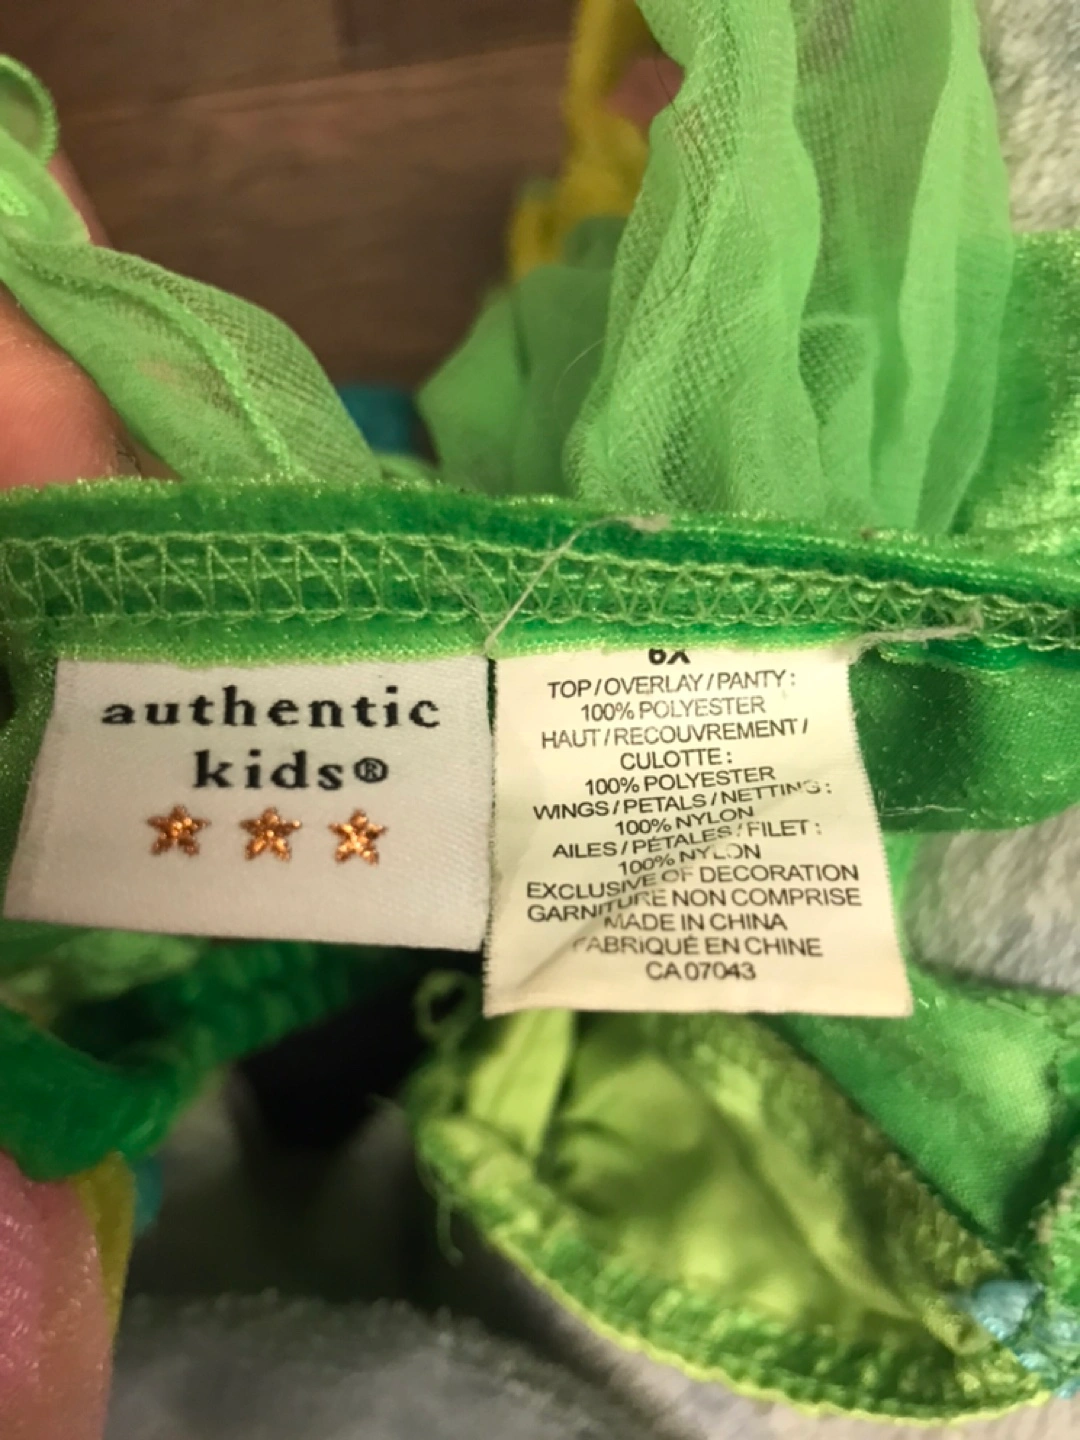 authentic
kids®
6X
TOP/OVERLAY/PANTY:
100% POLYESTER
HAUT/RECOUVREMENT/
CULOTTE:
100% POLYESTER
WINGS/PETALS/NETTING:
100% NYLON
AILES/PÉTALES/FILET:
100% NYLON
EXCLUSIVE OF DECORATION
GARNITURE NON COMPRISE
MADE IN CHINA
FABRIQUÉ EN CHINE
CA 07043